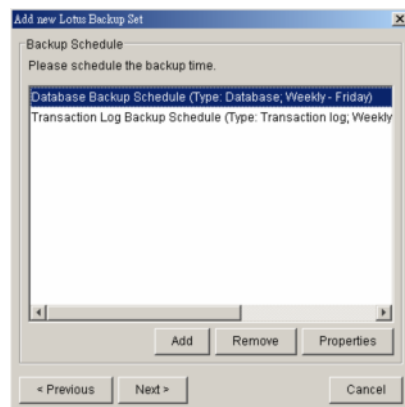 Add new Lotus Backup Set
Backup Schedule
Please schedule the backup time.
Database Backup Schedule (Type: Database; Weekly - Friday)
Transaction Log Backup Schedule (Type: Transaction log; Weekly
Add Remove Properties
< Previous Next > Cancel